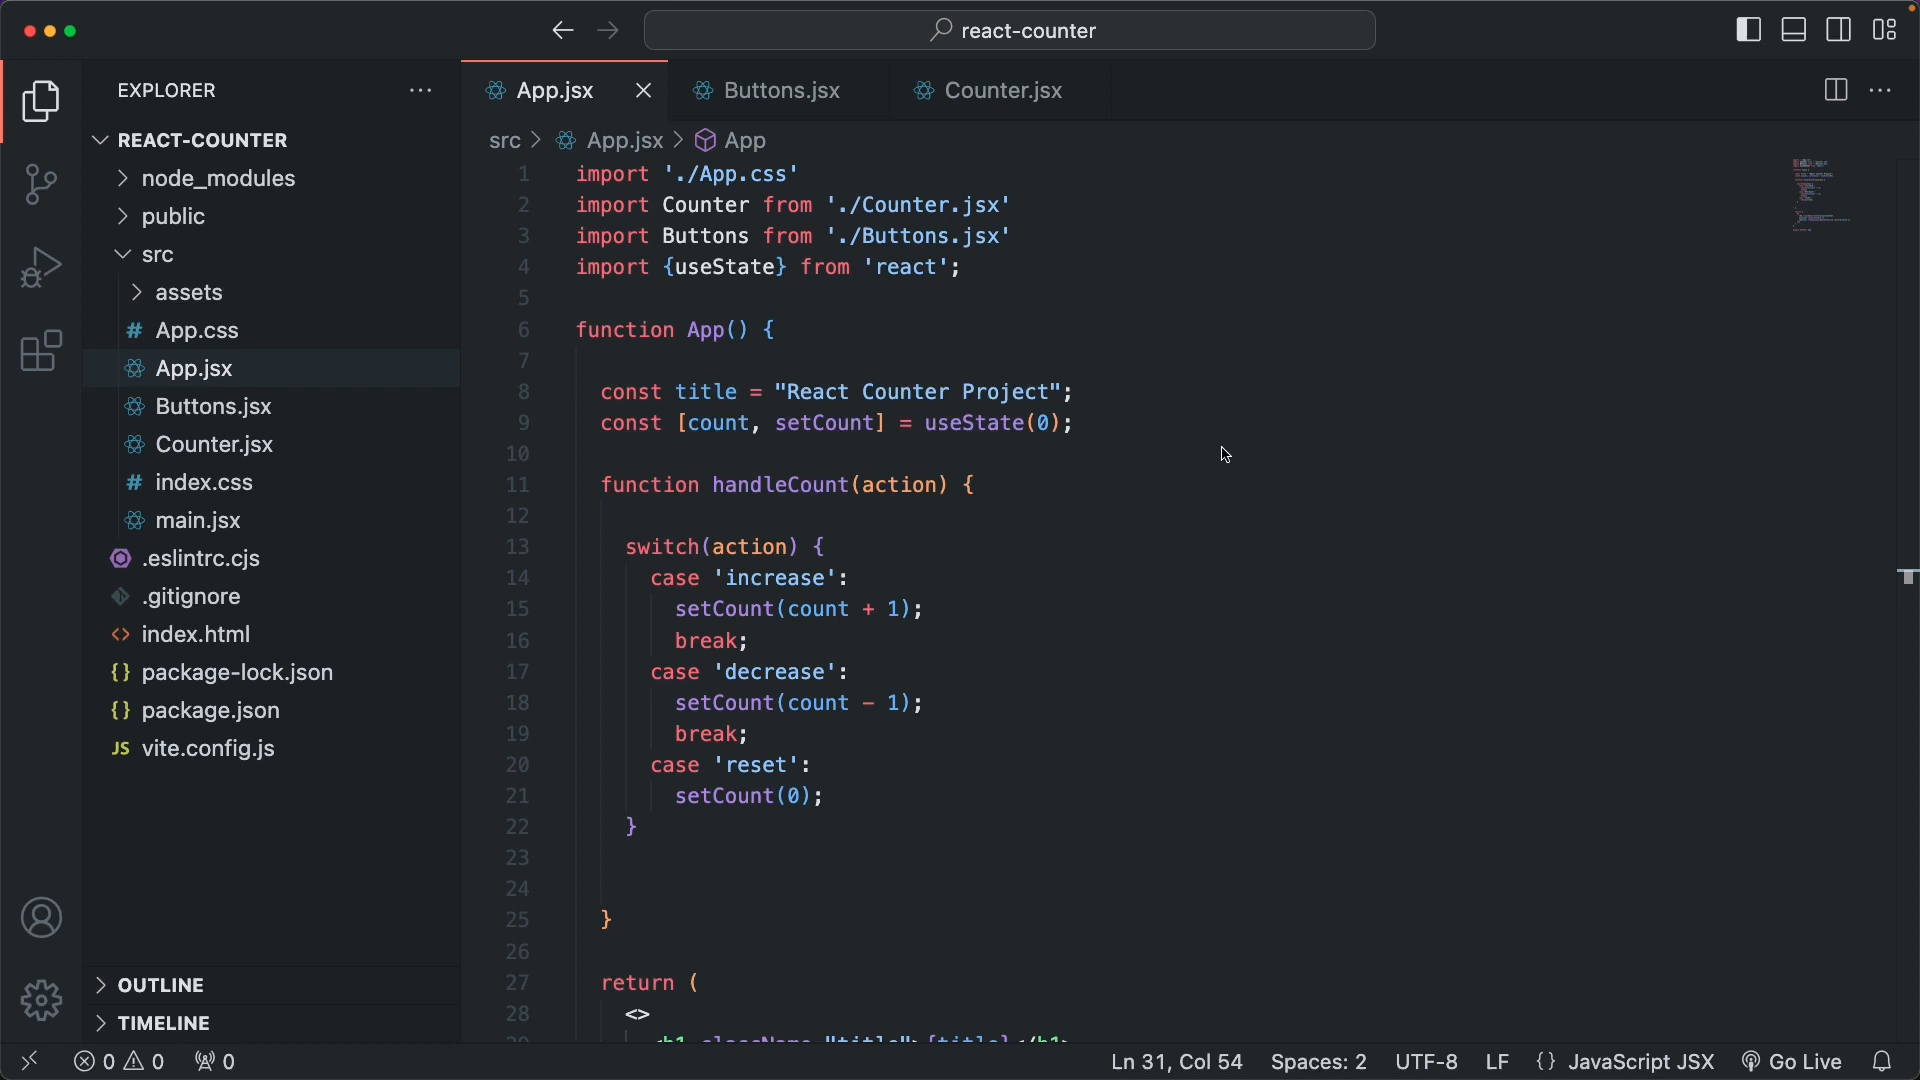 react-counter
EXPLORER
App.jsx
Buttons.jsx
Counter.jsx
REACT-COUNTER
node_modules
public
src
assets
# App.css
App.jsx
Buttons.jsx
Counter.jsx
# index.css
main.jsx
.eslintrc.cjs
.gitignore
<> index.html
{} package-lock.json
{} package.json
JS vite.config.js
OUTLINE
TIMELINE
src > App.jsx > App
1 import './App.css'
2 import Counter from './Counter.jsx'
3 import Buttons from './Buttons.jsx'
4 import {useState} from 'react';
5
6 function App() {
7
8 const title = "React Counter Project";
9 const [count, setCount] = useState(0);
10
11 function handleCount(action) {
12
13 switch(action) {
14 case 'increase':
15 setCount(count + 1);
16 break;
17 case 'decrease':
18 setCount(count - 1);
19 break;
20 case 'reset':
21 setCount(0);
22 }
23
24
25 }
26
27 return (
28 <>
29 <h1 className="title">{title}</h1>
0 0 0
Ln 31, Col 54 Spaces: 2 UTF-8 LF {} JavaScript JSX Go Live